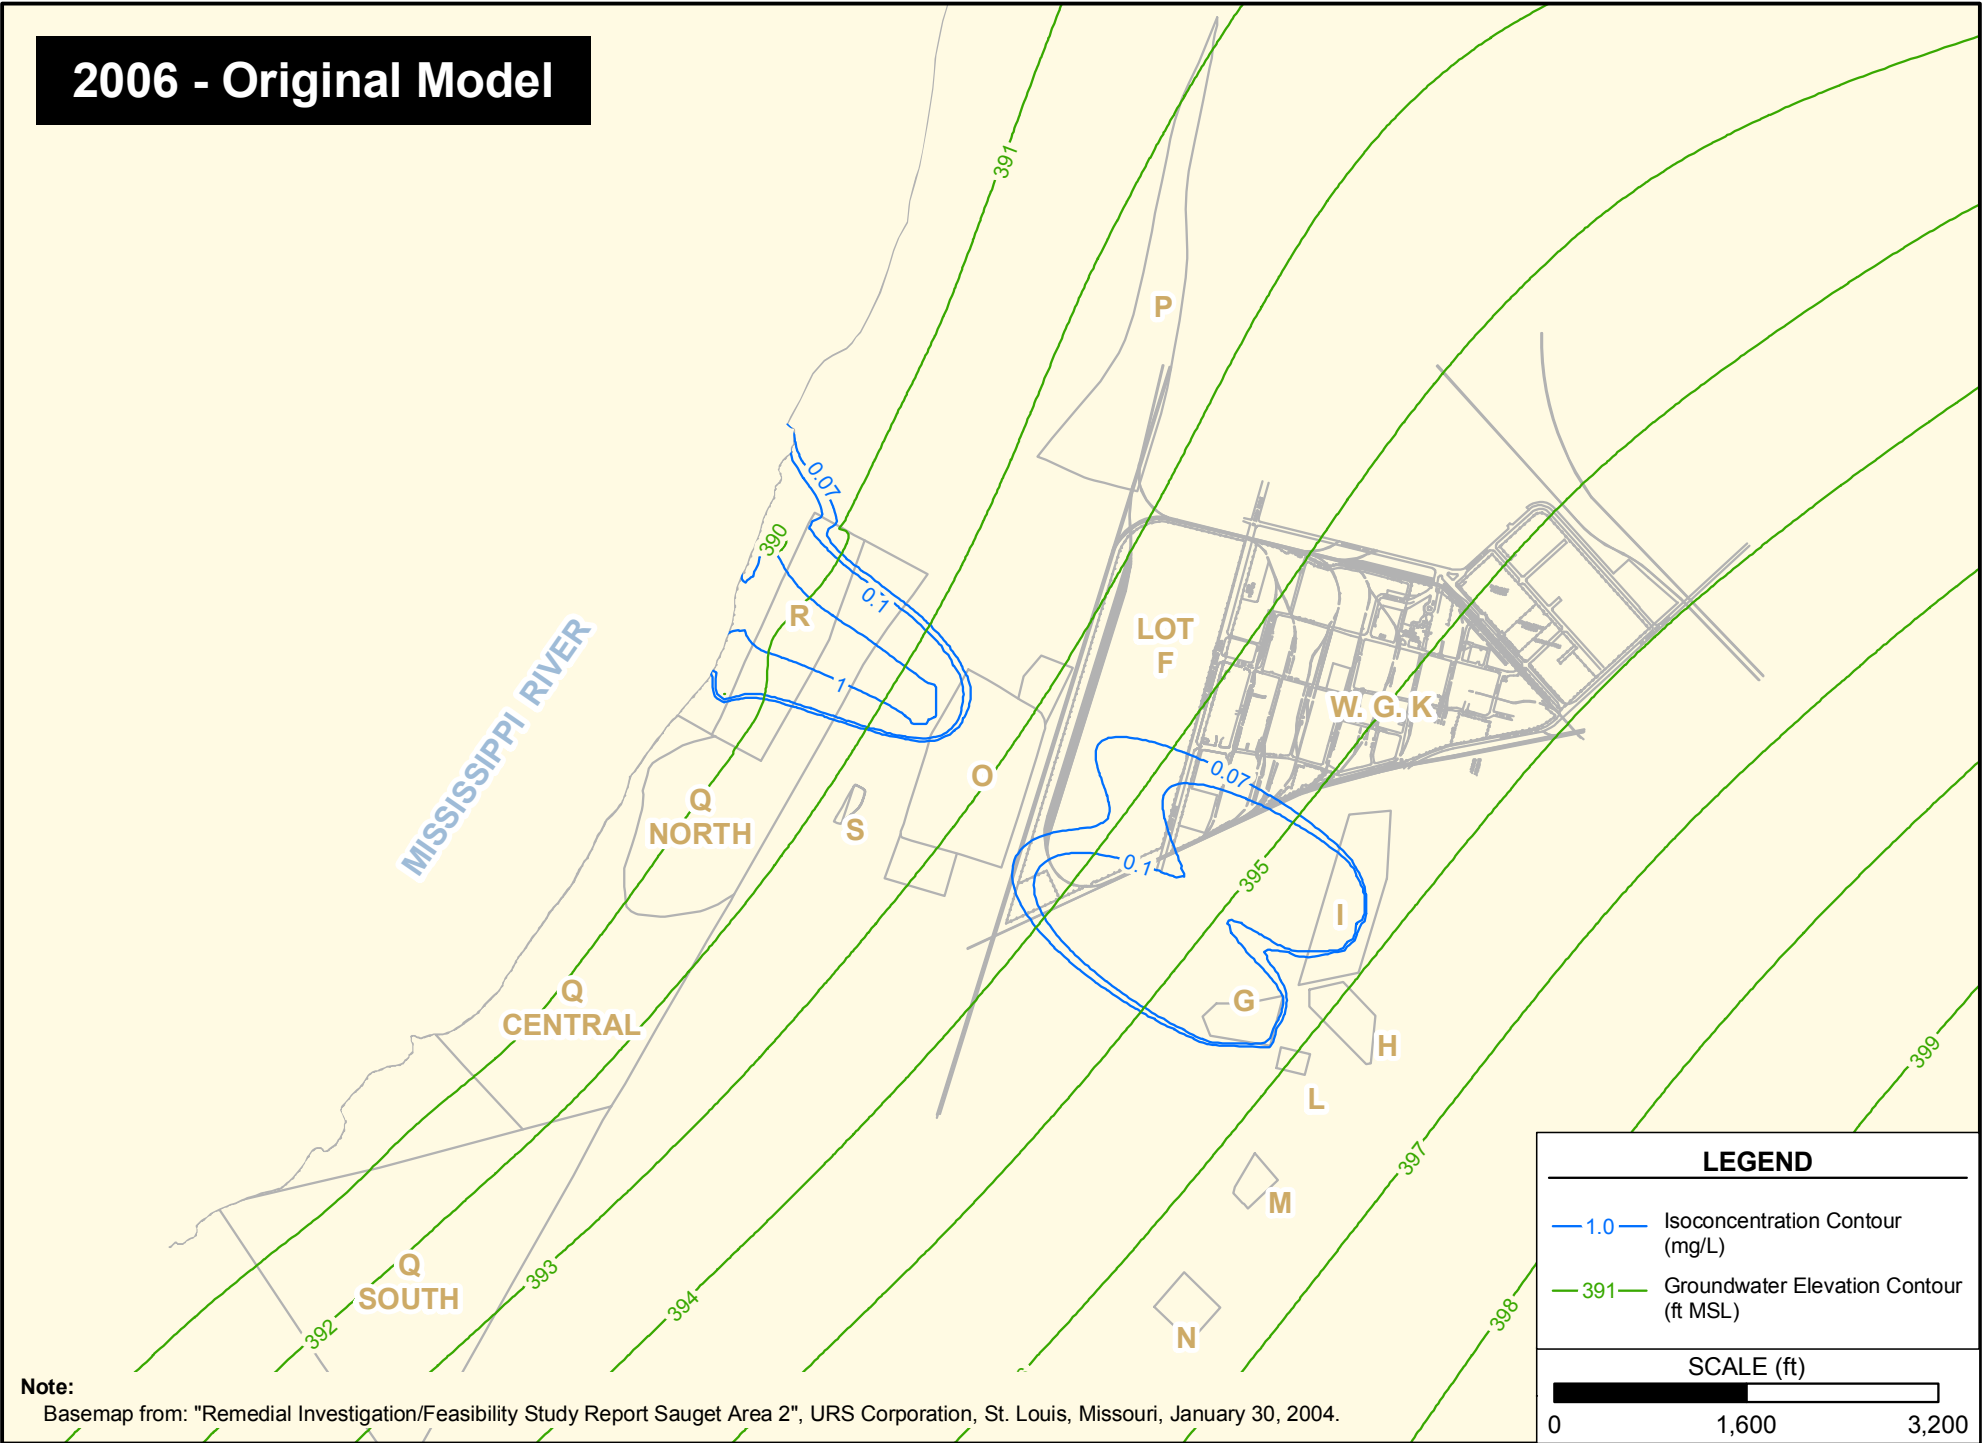 2006 - Original Model
391
P
0.07
390
0.1
R
LOT
F
1
W. G. K
MISSISSIPPI RIVER
O
0.07
Q
NORTH
S
0.1
395
I
Q
CENTRAL
G
H
399
L
397
M
Q
SOUTH
393
394
392
398
N
LEGEND
1.0 Isoconcentration Contour
(mg/L)
391 Groundwater Elevation Contour
(ft MSL)
SCALE (ft)
0 1,600 3,200
Note:
Basemap from: "Remedial Investigation/Feasibility Study Report Sauget Area 2", URS Corporation, St. Louis, Missouri, January 30, 2004.